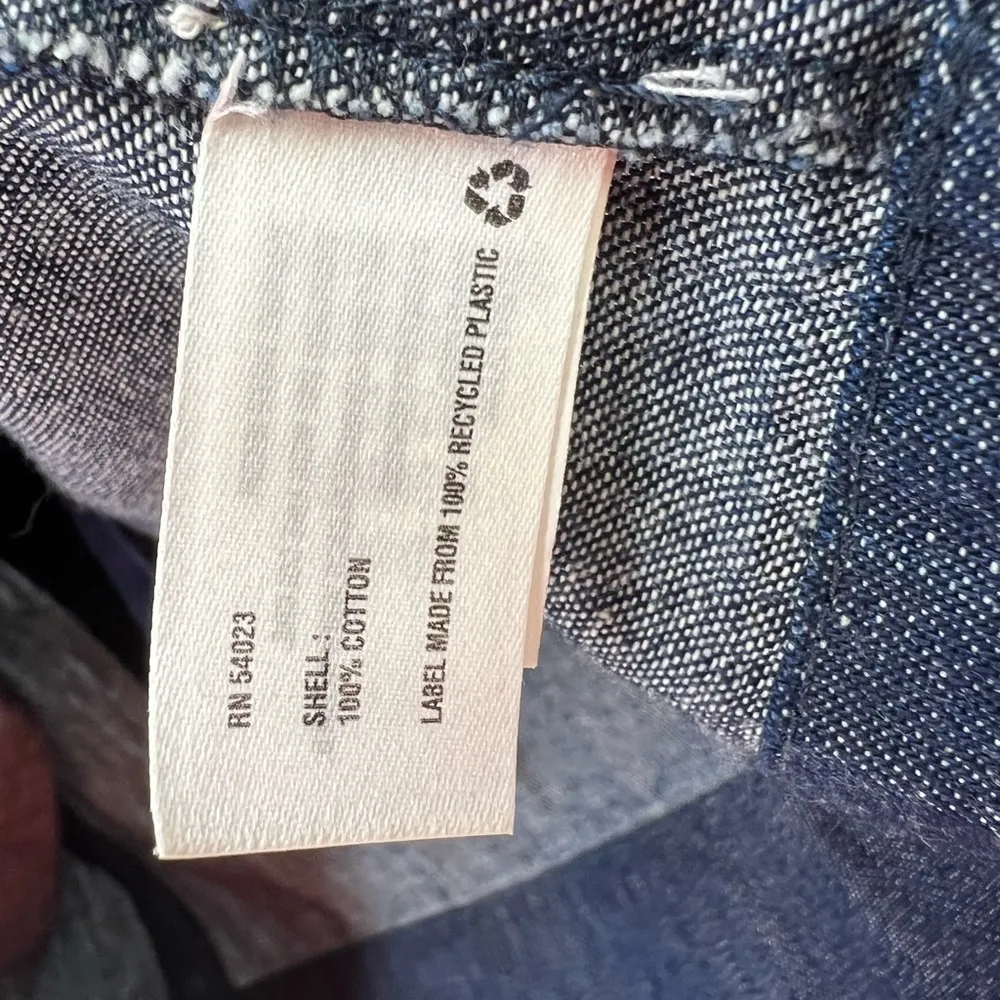 RN 54023
SHELL:
100% COTTON
LABEL MADE FROM 100% RECYCLED PLASTIC